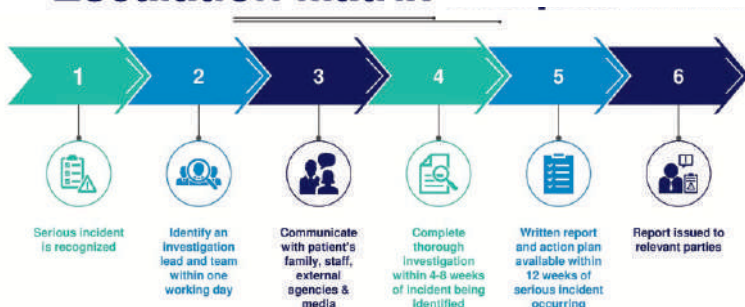 1
2
3
4
5
6
Serious incident
is recognized
Identify an
investigation
lead and team
within one
working day
Communicate
with patient's
family, staff,
external
agencies &
media
Complete
thorough
investigation
within 4-8 weeks
of incident being
identified
Written report
and action plan
available within
12 weeks of
serious incident
occurring
Report issued to
relevant parties